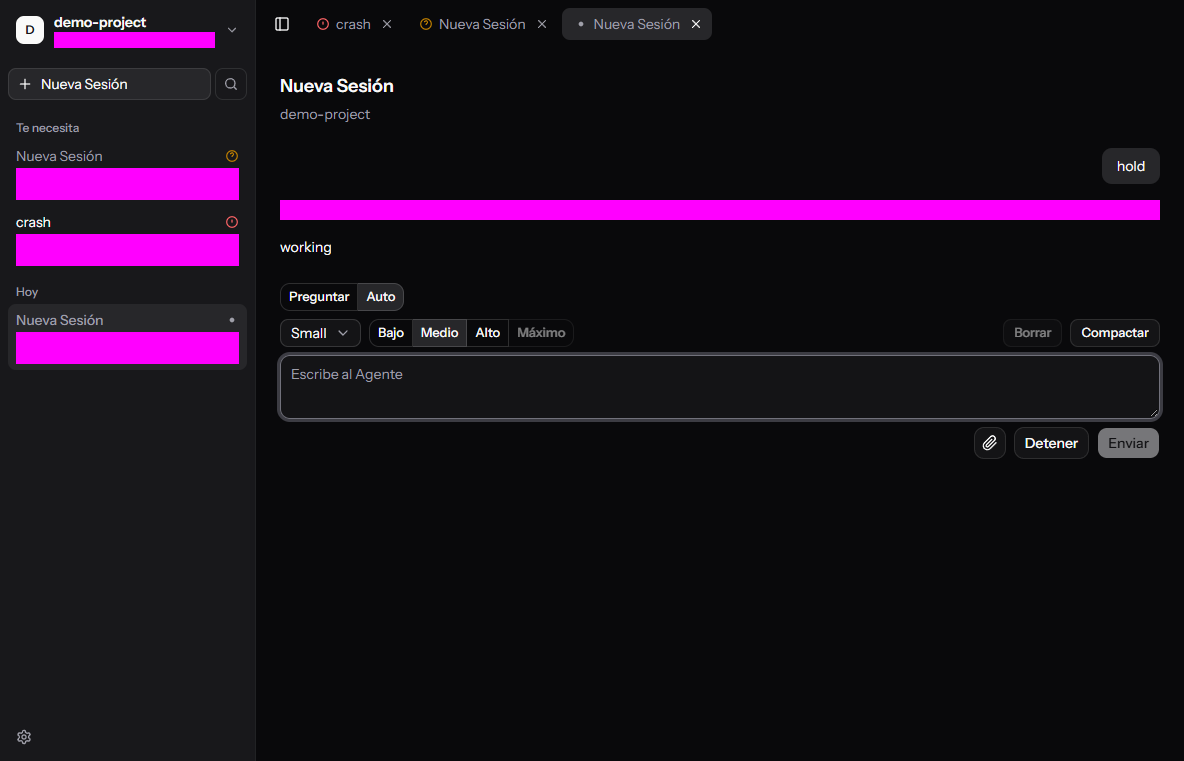 D
demo-project
Nueva Sesión
Te necesita
Nueva Sesión
crash
Hoy
Nueva Sesión
crash
Nueva Sesión
Nueva Sesión
Nueva Sesión
demo-project
hold
working
Preguntar Auto
Small Bajo Medio Alto Máximo Borrar Compactar
Escribe al Agente
Detener Enviar